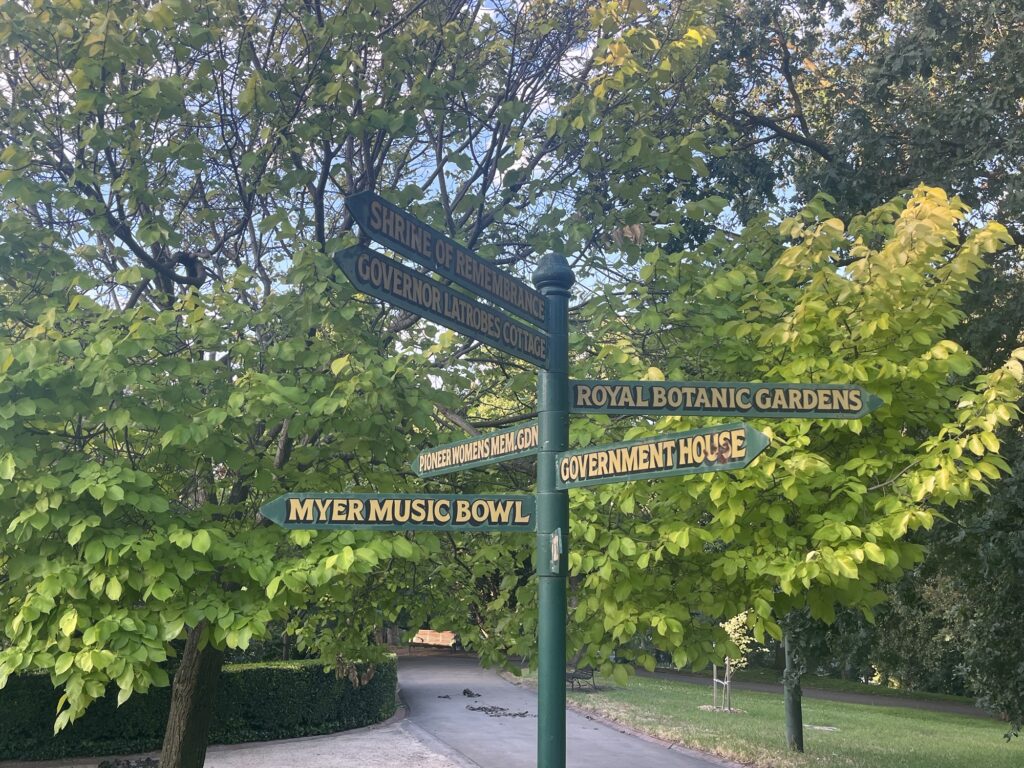 SHRINE OF REMEMBRANCE
GOVERNOR LATROBES COTTAGE
ROYAL BOTANIC GARDENS
PIONEER WOMENS MEM. GDN
GOVERNMENT HOUSE
MYER MUSIC BOWL